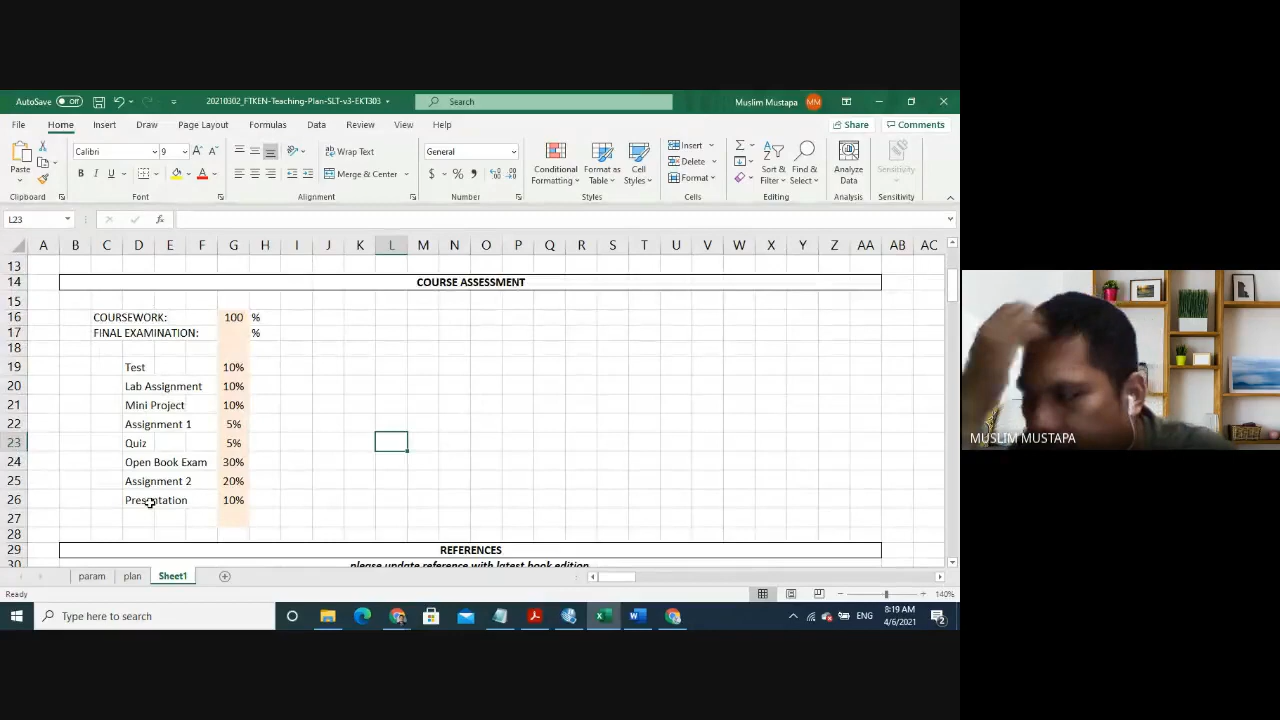 AutoSave Off 20210302_FTKEN-Teaching-Plan-SLT-v3-EKT303 Search Muslim Mustapa MM
File Home Insert Draw Page Layout Formulas Data Review View Help Share Comments
Paste Calibri 9 Wrap Text General Conditional Formatting Format as Table Cell Styles Insert Sort & Filter Find & Select Analyze Data Sensitivity
B I U Merge & Center $ % Delete
Format
Clipboard Font Alignment Number Styles Cells Editing Analysis Sensitivity
L23 fx
A B C D E F G H I J K L M N O P Q R S T U V W X Y Z AA AB AC
13
14 COURSE ASSESSMENT
15
16 COURSEWORK: 100 %
17 FINAL EXAMINATION: %
18
19 Test 10%
20 Lab Assignment 10%
21 Mini Project 10%
22 Assignment 1 5%
23 Quiz 5%
24 Open Book Exam 30%
25 Assignment 2 20%
26 Presentation 10%
27
28
29 REFERENCES
30 please update reference with latest book edition
param plan Sheet1
Ready 140%
Type here to search ENG 8:19 AM
4/6/2021 2
MUSLIM MUSTAPA